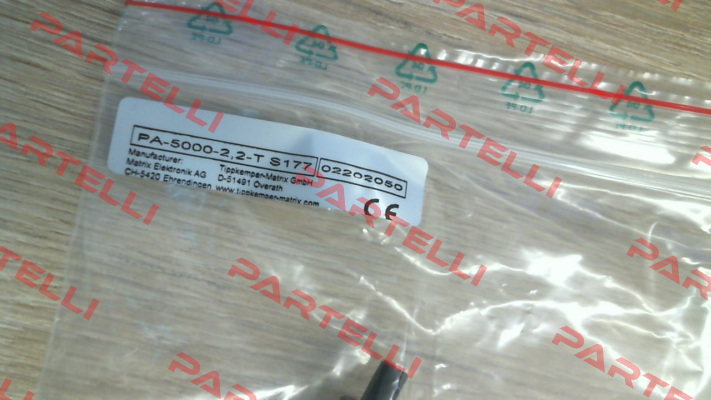 PA-5000-2,2-T S177 02202050
Manufacturer:
Matrix Elektronik AG Tippkemper-Matrix GmbH
CH-5420 Ehrendingen D-51491 Overath
www.tippkemper-matrix.com
CE
PARTELLI
PARTELLI
PARTELLI
PARTELLI
PARTELLI
PARTELLI
PARTELLI
PARTELLI
PARTELLI